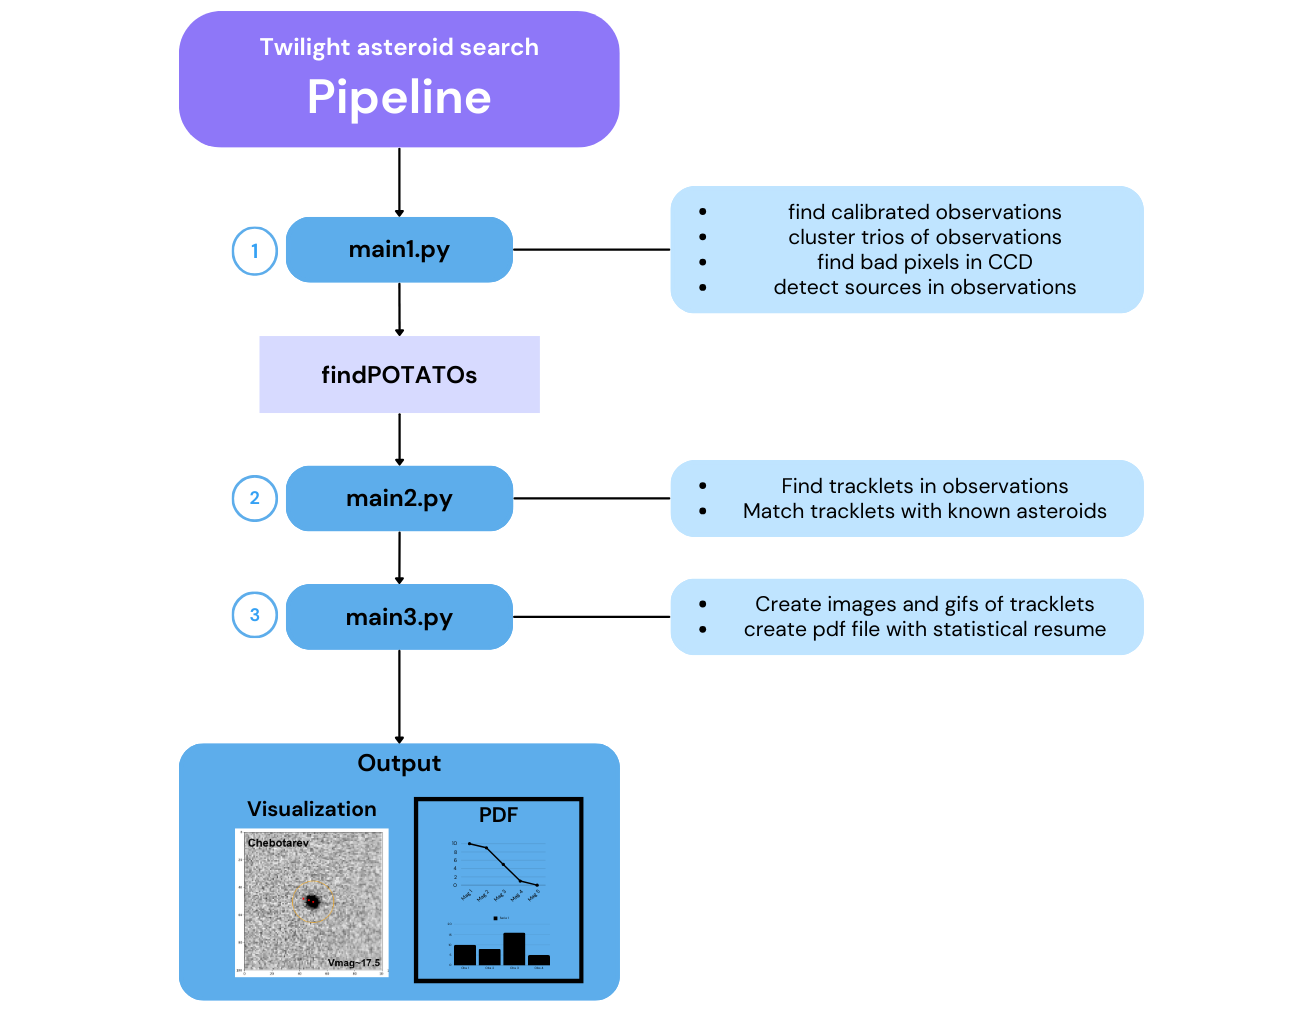 Twilight asteroid search
Pipeline
1
main1.py
• find calibrated observations
• cluster trios of observations
• find bad pixels in CCD
• detect sources in observations
findPOTATOs
2
main2.py
• Find tracklets in observations
• Match tracklets with known asteroids
3
main3.py
• Create images and gifs of tracklets
• create pdf file with statistical resume
Output
Visualization
Chebotarev
Vmag~17.5
PDF
10
8
6
4
2
0
Mag 1
Mag 2
Mag 3
Mag 4
Mag 5